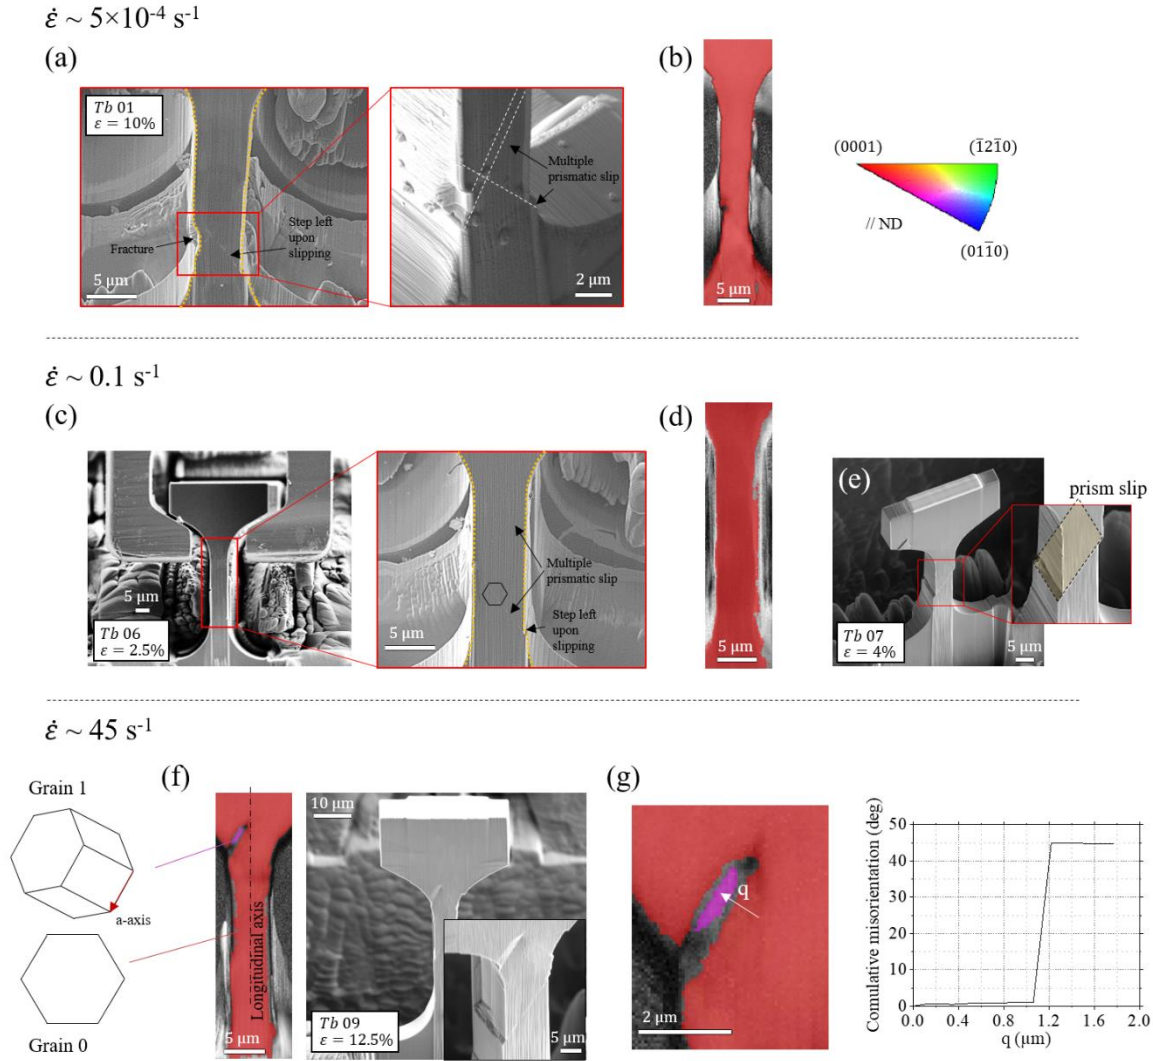 ε̇ ~ 5×10⁻⁴ s⁻¹
(a)
Tb 01
ε = 10%
Fracture
Step left
upon
slipping
5 μm
Multiple
prismatic slip
2 μm
(b)
5 μm
(0001)
(1̅21̅0)
// ND
(011̅0)
ε̇ ~ 0.1 s⁻¹
(c)
5 μm
Tb 06
ε = 2.5%
Multiple
prismatic slip
Step left
upon
slipping
5 μm
(d)
5 μm
(e)
prism slip
Tb 07
ε = 4%
5 μm
ε̇ ~ 45 s⁻¹
Grain 1
a-axis
Grain 0
(f)
Longitudinal axis
5 μm
10 μm
Tb 09
ε = 12.5%
5 μm
(g)
q
2 μm
Comulative misorientation (deg)
50
40
30
20
10
0
0.0 0.4 0.8 1.2 1.6 2.0
q (μm)